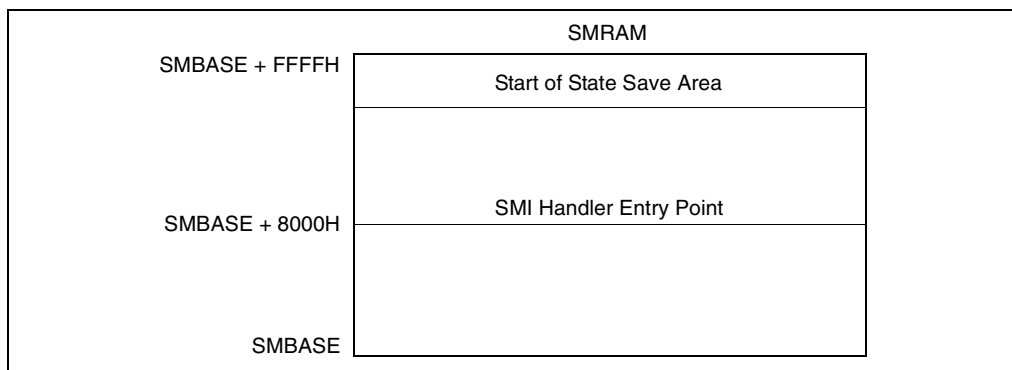 SMRAM
SMBASE + FFFFH
Start of State Save Area
SMI Handler Entry Point
SMBASE + 8000H
SMBASE